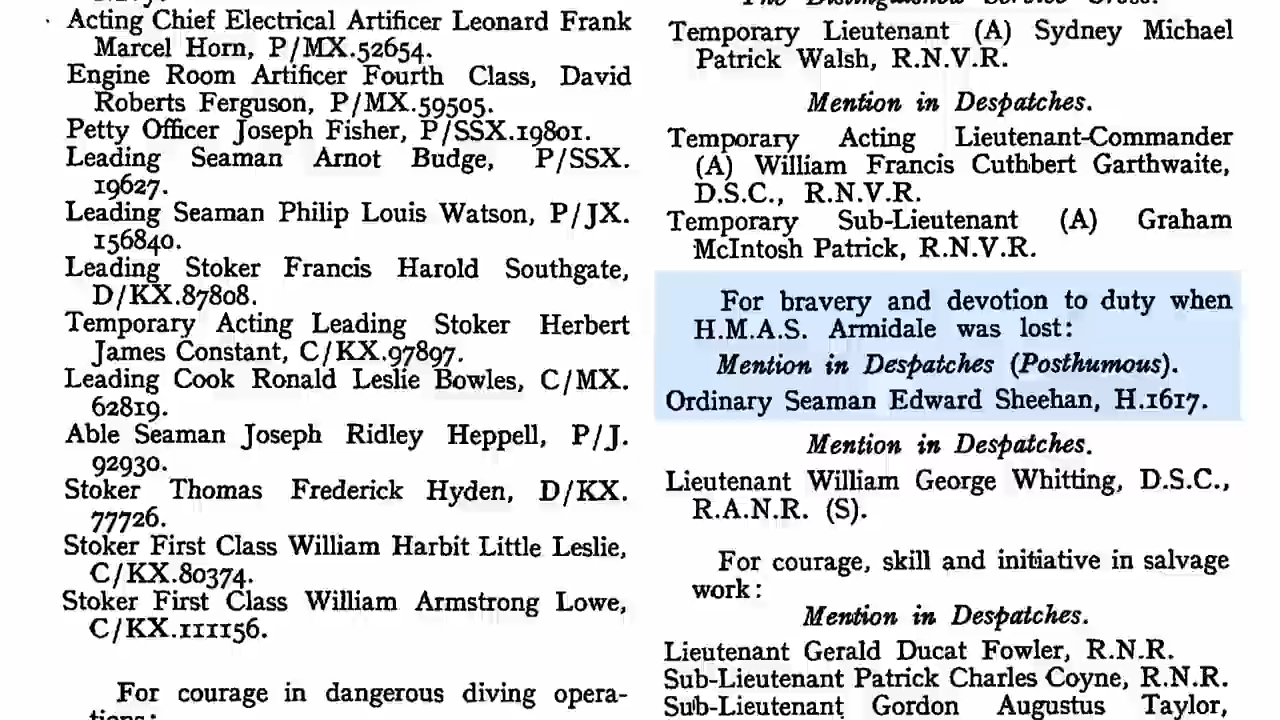 Acting Chief Electrical Artificer Leonard Frank
Marcel Horn, P/MX.52654.
Engine Room Artificer Fourth Class, David
Roberts Ferguson, P/MX.59505.
Petty Officer Joseph Fisher, P/SSX.19801.
Leading Seaman Arnot Budge, P/SSX.
19627.
Leading Seaman Philip Louis Watson, P/JX.
156840.
Leading Stoker Francis Harold Southgate,
D/KX.87808.
Temporary Acting Leading Stoker Herbert
James Constant, C/KX.97897.
Leading Cook Ronald Leslie Bowles, C/MX.
62819.
Able Seaman Joseph Ridley Heppell, P/J.
92930.
Stoker Thomas Frederick Hyden, D/KX.
77726.
Stoker First Class William Harbit Little Leslie,
C/KX.80374.
Stoker First Class William Armstrong Lowe,
C/KX.111156.
For courage in dangerous diving opera-
tions:
The Distinguished Service Cross.
Temporary Lieutenant (A) Sydney Michael
Patrick Walsh, R.N.V.R.
Mention in Despatches.
Temporary Acting Lieutenant-Commander
(A) William Francis Cuthbert Garthwaite,
D.S.C., R.N.V.R.
Temporary Sub-Lieutenant (A) Graham
McIntosh Patrick, R.N.V.R.
For bravery and devotion to duty when
H.M.A.S. Armidale was lost:
Mention in Despatches (Posthumous).
Ordinary Seaman Edward Sheehan, H.1617.
Mention in Despatches.
Lieutenant William George Whitting, D.S.C.,
R.A.N.R. (S).
For courage, skill and initiative in salvage
work:
Mention in Despatches.
Lieutenant Gerald Ducat Fowler, R.N.R.
Sub-Lieutenant Patrick Charles Coyne, R.N.R.
Sub-Lieutenant Gordon Augustus Taylor,